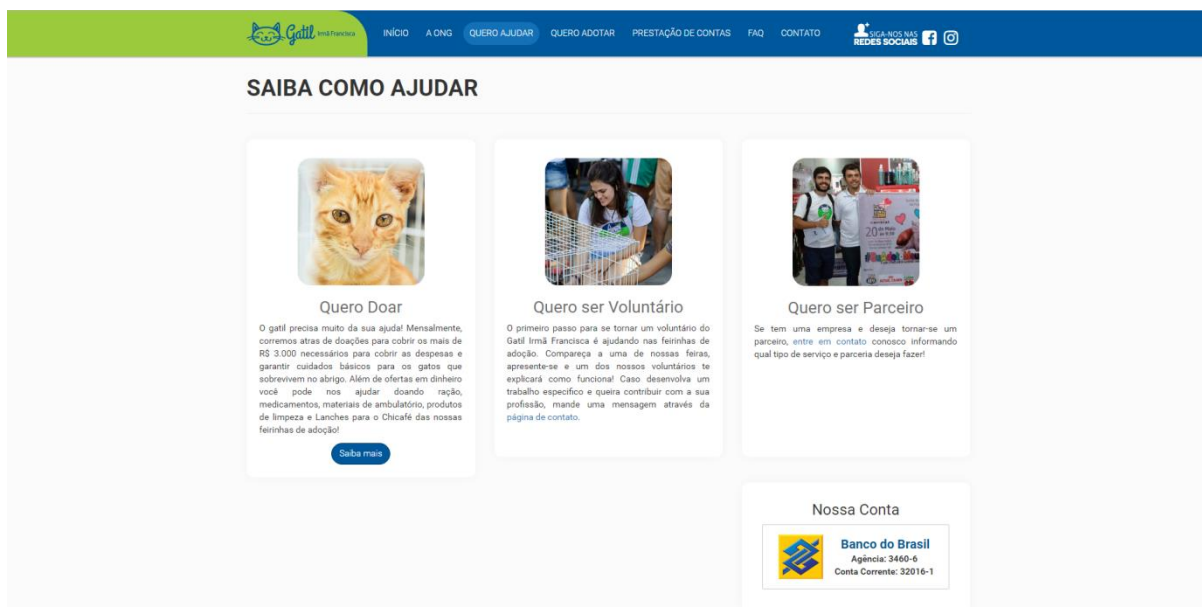 Gatil Irmã Francisca
INÍCIO A ONG QUERO AJUDAR QUERO ADOTAR PRESTAÇÃO DE CONTAS FAQ CONTATO
SIGA-NOS NAS
REDES SOCIAIS
SAIBA COMO AJUDAR
Quero Doar
O gatil precisa muito da sua ajuda! Mensalmente,
corremos atras de doações para cobrir os mais de
R$ 3.000 necessários para cobrir as despesas e
garantir cuidados básicos para os gatos que
sobrevivem no abrigo. Além de ofertas em dinheiro
você pode nos ajudar doando ração,
medicamentos, materiais de ambulatório, produtos
de limpeza e Lanches para o Chicafé das nossas
feirinhas de adoção!
Saiba mais
Quero ser Voluntário
O primeiro passo para se tornar um voluntário do
Gatil Irmã Francisca é ajudando nas feirinhas de
adoção. Compareça a uma de nossas feiras,
apresente-se e um dos nossos voluntários te
explicará como funciona! Caso desenvolva um
trabalho especifico e queira contribuir com a sua
profissão, mande uma mensagem através da
página de contato.
20 de Maio
Quero ser Parceiro
Se tem uma empresa e deseja tornar-se um
parceiro, entre em contato conosco informando
qual tipo de serviço e parceria deseja fazer!
Nossa Conta
Banco do Brasil
Agência: 3460-6
Conta Corrente: 32016-1